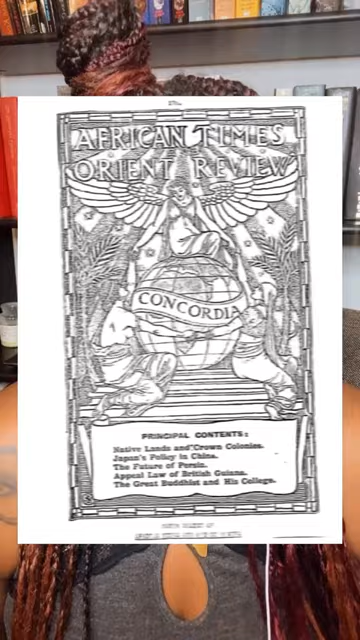 AFRICAN TIMES
ORIENT REVIEW
CONCORDIA
PRINCIPAL CONTENTS:
Native Lands and Crown Colonies.
Japan's Policy in China.
The Future of Persia.
Appeal Law of British Guiana.
The Great Buddhist and His College.